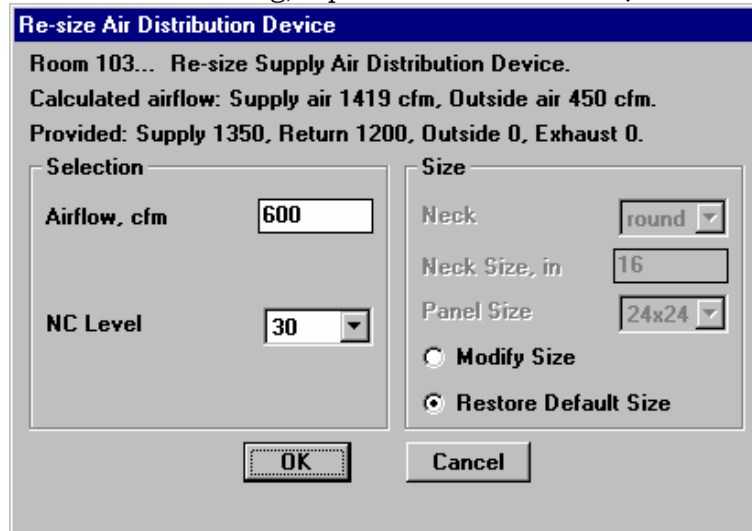 Re-size Air Distribution Device
Room 103... Re-size Supply Air Distribution Device.
Calculated airflow: Supply air 1419 cfm, Outside air 450 cfm.
Provided: Supply 1350, Return 1200, Outside 0, Exhaust 0.
Selection
Airflow, cfm 600
NC Level 30
Size
Neck round
Neck Size, in 16
Panel Size 24x24
Modify Size
Restore Default Size
OK Cancel